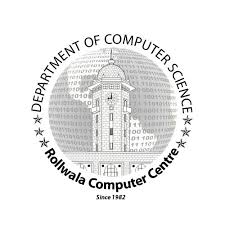 DEPARTMENT OF COMPUTER SCIENCE
Rollwala Computer Centre
Since 1982